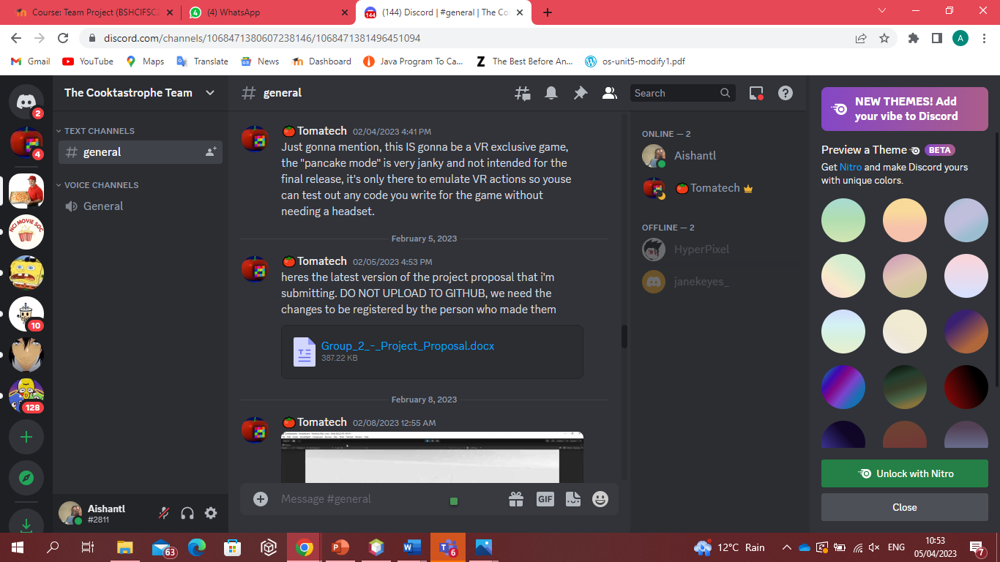 Course: Team Project (BSHCIFSC2
(4) WhatsApp
(144) Discord | #general | The Co
discord.com/channels/1068471380607238146/1068471381496451094
A
Gmail
YouTube
Maps
Translate
News
Dashboard
Java Program To Ca...
The Best Before An...
os-unit5-modify1.pdf
The Cooktastrophe Team
general
Search
TEXT CHANNELS
general
VOICE CHANNELS
General
2
4
NCI MOVIE SOC
10
128
Tomatech 02/04/2023 4:41 PM
Just gonna mention, this IS gonna be a VR exclusive game,
the "pancake mode" is very janky and not intended for the
final release, it's only there to emulate VR actions so youse
can test out any code you write for the game without
needing a headset.
February 5, 2023
Tomatech 02/05/2023 4:53 PM
heres the latest version of the project proposal that i'm
submitting. DO NOT UPLOAD TO GITHUB, we need the
changes to be registered by the person who made them
Group_2_-_Project_Proposal.docx
387.22 KB
February 8, 2023
Tomatech 02/08/2023 12:55 AM
Message #general
GIF
Aishantl
#2811
ONLINE — 2
Aishantl
Tomatech
OFFLINE — 2
HyperPixel
janekeyes_
NEW THEMES! Add
your vibe to Discord
Preview a Theme BETA
Get Nitro and make Discord yours
with unique colors.
Unlock with Nitro
Close
63
6
12°C Rain
ENG
10:53
05/04/2023
7